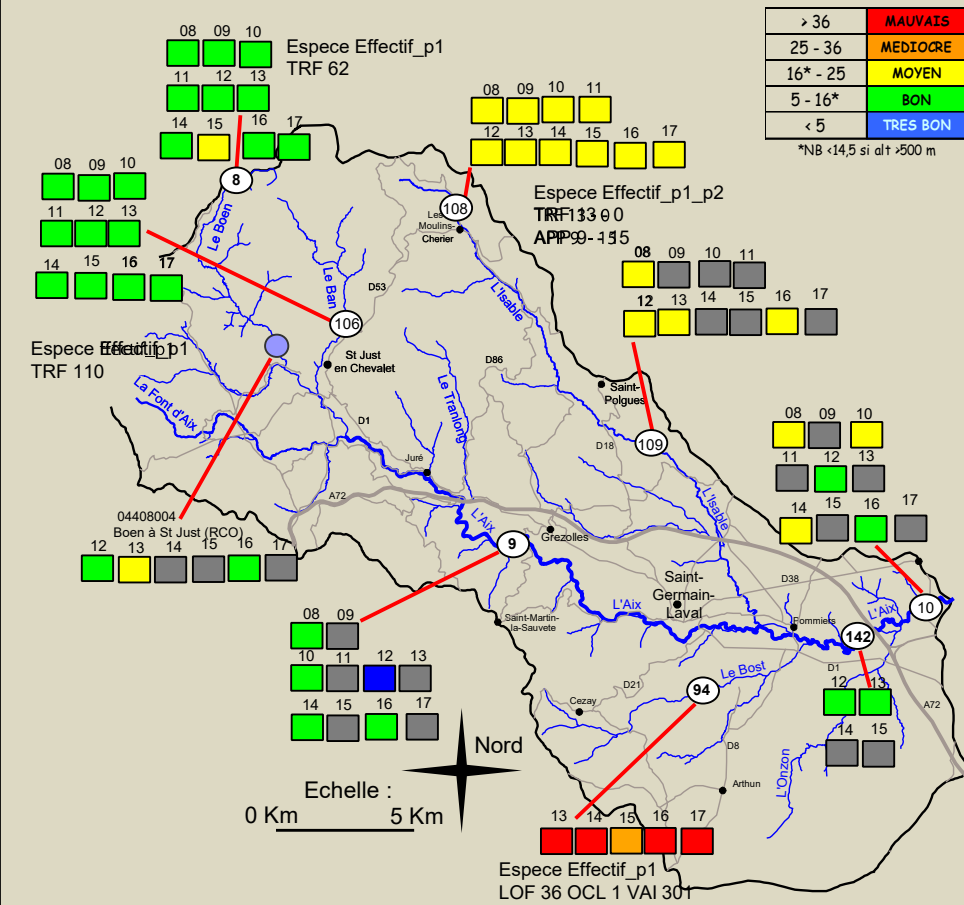 > 36 MAUVAIS
25 - 36 MEDIOCRE
16* - 25 MOYEN
5 - 16* BON
< 5 TRES BON
*NB <14,5 si alt >500 m
08 09 10
11 12 13
14 15 16 17
Espece Effectif_p1
TRF 62
8
08 09 10 11
12 13 14 15 16 17
108
Les
Moulins-
Cherier
Espece Effectif_p1_p2
08 09 10
11 12 13
14 15 16 17
106
Espece
TRF 110
Le Boen
Le Ban
D53
L'Isable
St Just
en Chevalet
La Font d'Aix
D1
Le Tranlong
D86
Juré
A72
08 09 10 11
12 13 14 15 16 17
Saint-
Polgues
109
D18
L'Isable
08 09 10
11 12 13
14 15 16 17
10
04408004
Boen à St Just (RCO)
12 13 14 15 16 17
L'Aix
9
Grezolles
Saint-
Germain-
Laval
L'Aix
D38
Pommiers
L'Aix
142
D1
12 13
14 15
A72
Saint-Martin-
la-Sauvete
08 09
10 11 12 13
14 15 16 17
Le Bost
94
D21
Cezay
D8
Arthun
L'Onzon
Nord
Echelle :
0 Km 5 Km
13 14 15 16 17
Espece Effectif_p1
LOF 36 OCL 1 VAI 301